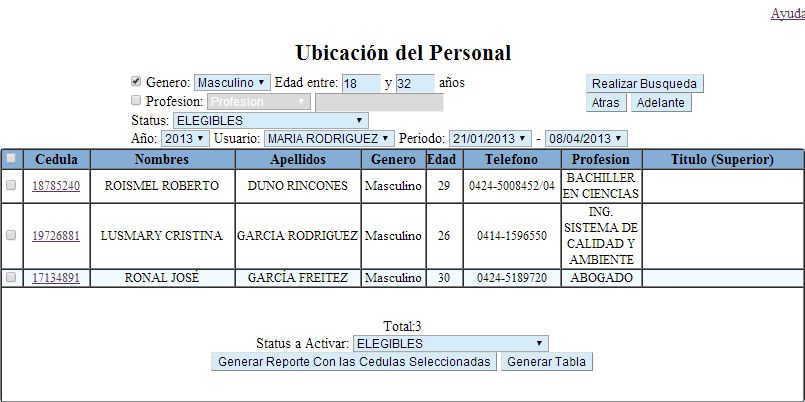 Ayuda
Ubicación del Personal
Genero: Masculino Edad entre: 18 y 32 años Realizar Busqueda
Profesion: Profesion Atras Adelante
Status: ELEGIBLES
Año: 2013 Usuario: MARIA RODRIGUEZ Periodo: 21/01/2013 - 08/04/2013
Cedula Nombres Apellidos Genero Edad Telefono Profesion Titulo (Superior)
18785240 ROISMEL ROBERTO DUNO RINCONES Masculino 29 0424-5008452/04 BACHILLER
EN CIENCIAS
19726881 LUSMARY CRISTINA GARCIA RODRIGUEZ Masculino 26 0414-1596550 ING.
SISTEMA DE
CALIDAD Y
AMBIENTE
17134891 RONAL JOSÉ GARCÍA FREITEZ Masculino 30 0424-5189720 ABOGADO
Total:3
Status a Activar: ELEGIBLES
Generar Reporte Con las Cedulas Seleccionadas Generar Tabla